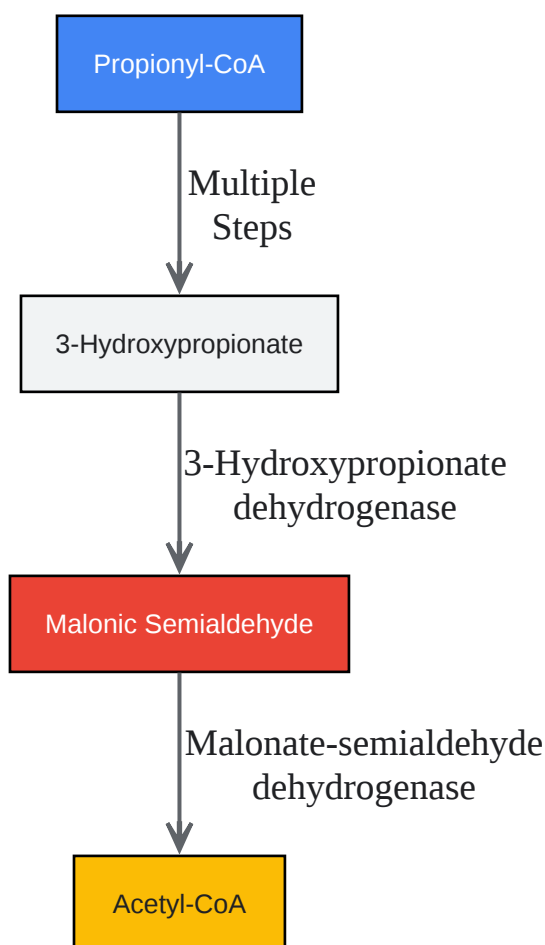 Propionyl-CoA
Multiple
Steps
3-Hydroxypropionate
3-Hydroxypropionate
dehydrogenase
Malonic Semialdehyde
Malonate-semialdehyde
dehydrogenase
Acetyl-CoA